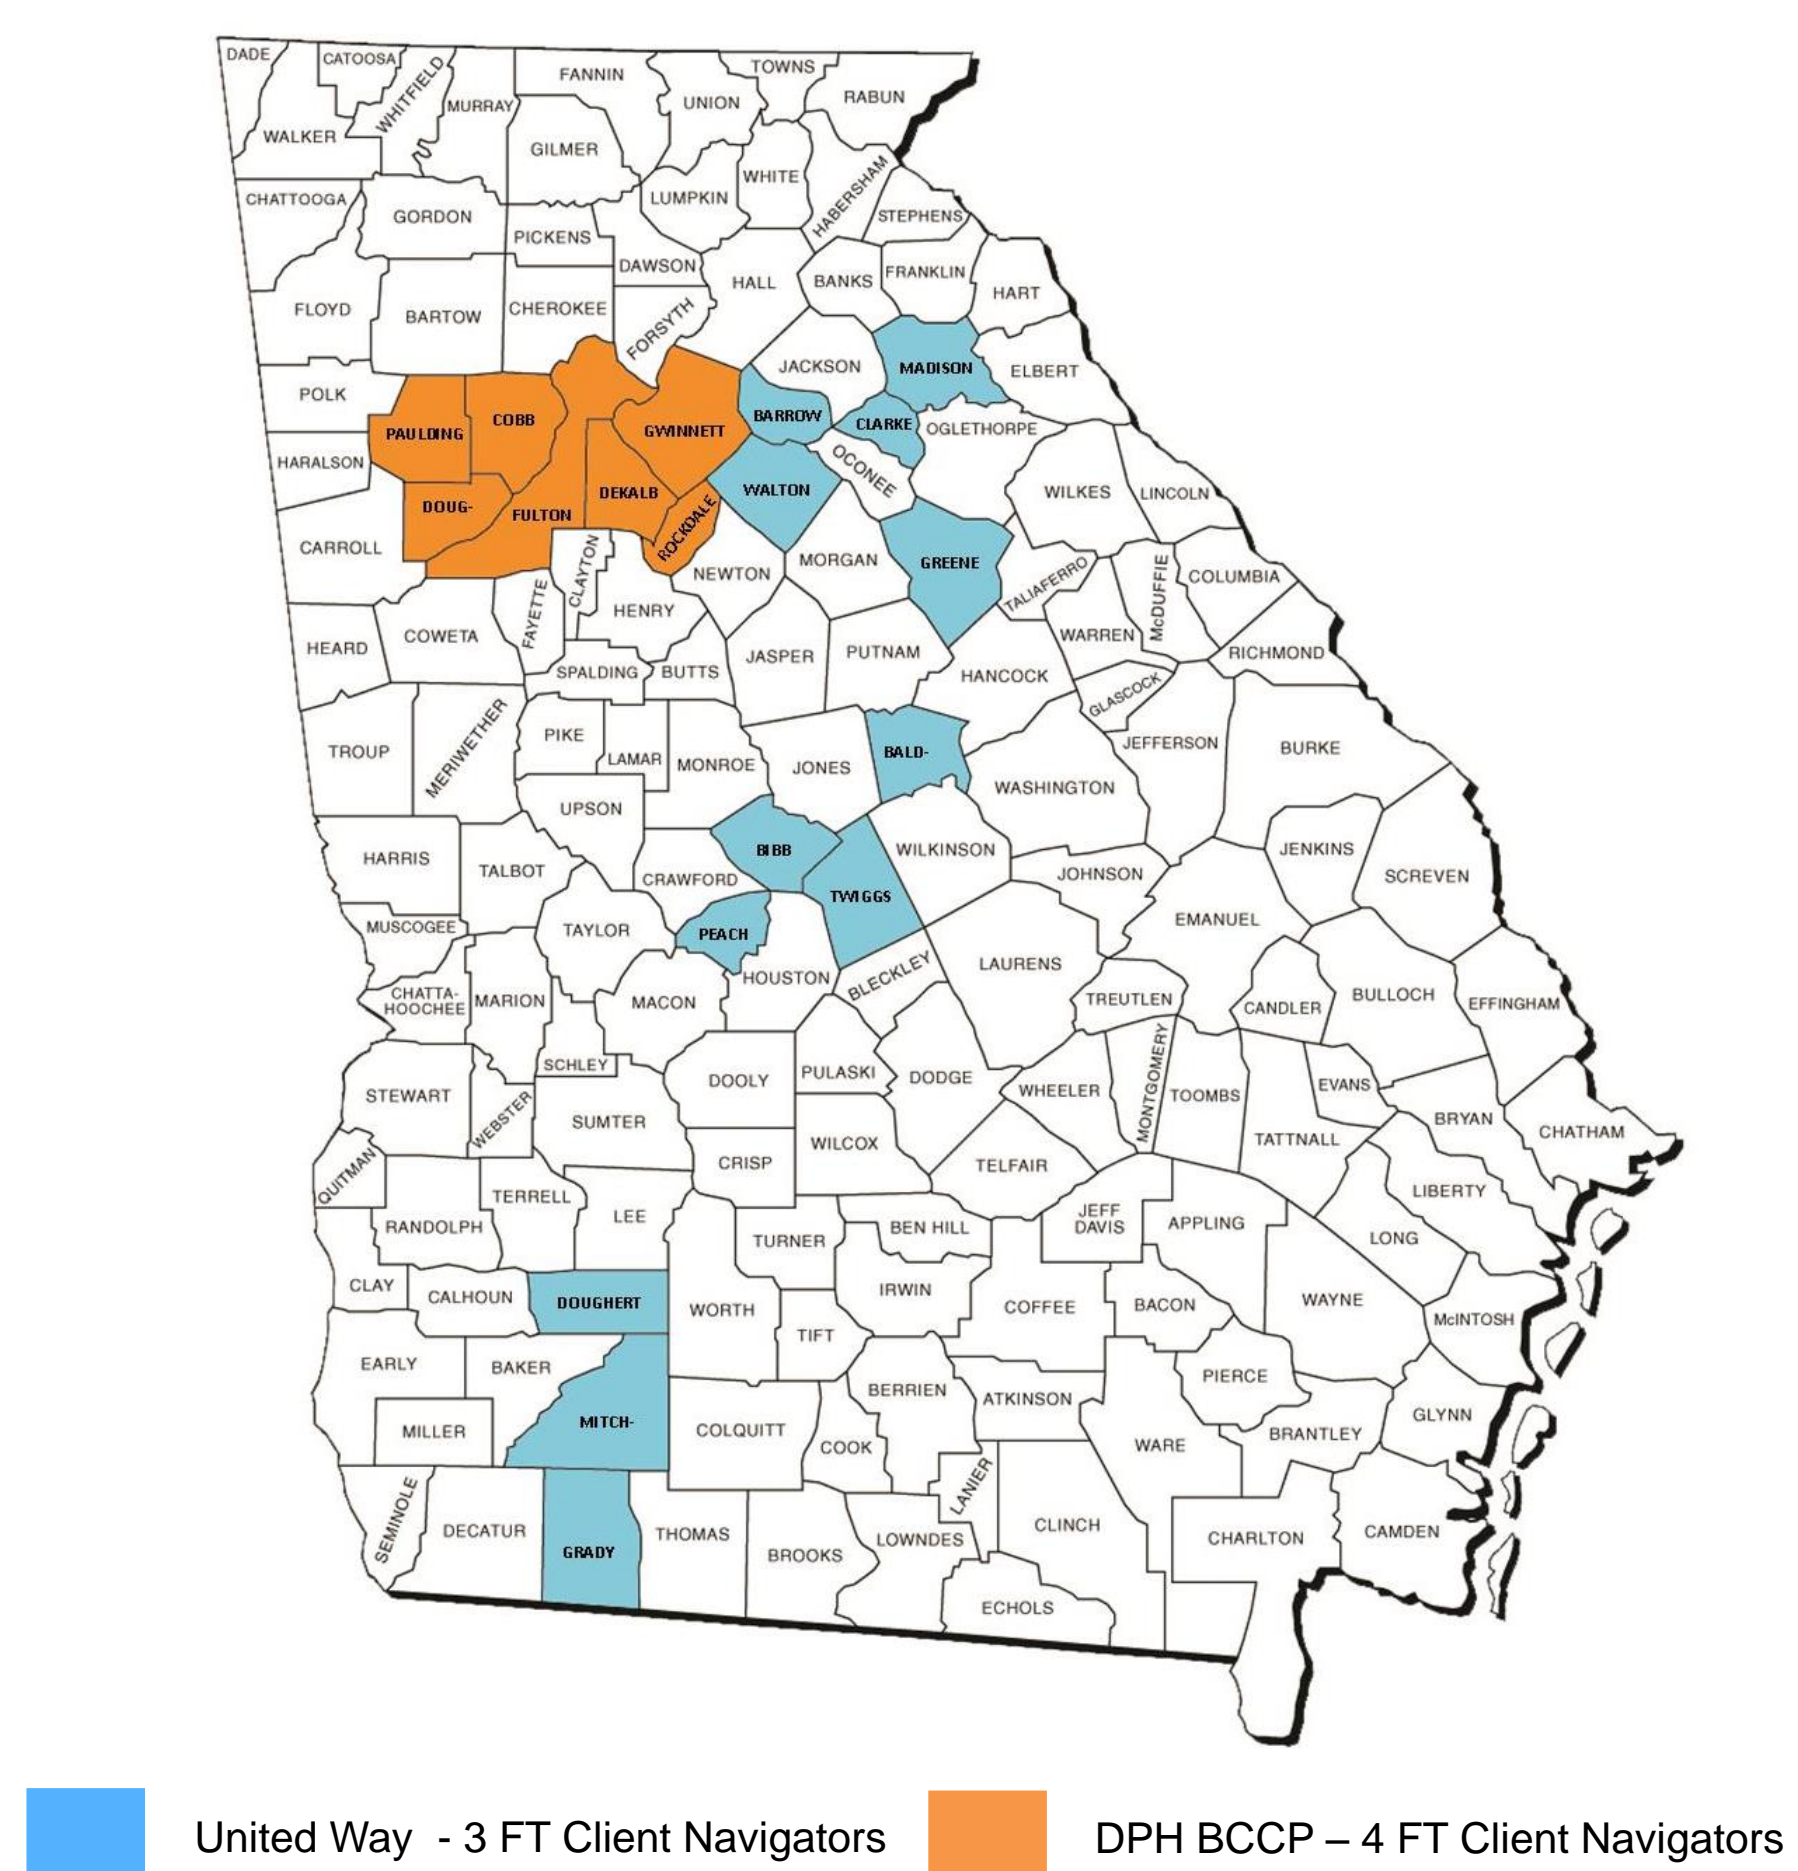 DADE
CATOOSA
WHITFIELD
MURRAY
FANNIN
UNION
TOWNS
RABUN
WALKER
GILMER
WHITE
LUMPKIN
HABERSHAM
STEPHENS
CHATTOOGA
GORDON
PICKENS
DAWSON
HALL
BANKS
FRANKLIN
HART
FLOYD
BARTOW
CHEROKEE
FORSYTH
JACKSON
MADISON
ELBERT
POLK
PAULDING
COBB
GWINNETT
BARROW
CLARKE
OGLETHORPE
HARALSON
OCONEE
DOUG-
FULTON
DEKALB
ROCKDALE
WALTON
WILKES
LINCOLN
CARROLL
CLAYTON
NEWTON
MORGAN
GREENE
TALIAFERRO
McDUFFIE
COLUMBIA
FAYETTE
HENRY
HEARD
COWETA
SPALDING
BUTTS
JASPER
PUTNAM
HANCOCK
WARREN
RICHMOND
GLASCOCK
TROUP
MERIWETHER
PIKE
LAMAR
MONROE
JONES
BALD-
WASHINGTON
JEFFERSON
BURKE
UPSON
HARRIS
TALBOT
CRAWFORD
BIBB
TWIGGS
WILKINSON
JOHNSON
JENKINS
SCREVEN
MUSCOGEE
TAYLOR
PEACH
HOUSTON
BLECKLEY
LAURENS
EMANUEL
CHATTA-
HOOCHEE
MARION
MACON
TREUTLEN
CANDLER
BULLOCH
EFFINGHAM
SCHLEY
DOOLY
PULASKI
DODGE
WHEELER
MONTGOMERY
TOOMBS
EVANS
STEWART
WEBSTER
SUMTER
WILCOX
TATTNALL
BRYAN
CHATHAM
QUITMAN
CRISP
TELFAIR
TERRELL
LEE
RANDOLPH
TURNER
BEN HILL
JEFF
DAVIS
APPLING
LONG
LIBERTY
CLAY
CALHOUN
DOUGHERT
WORTH
IRWIN
COFFEE
BACON
WAYNE
McINTOSH
TIFT
EARLY
BAKER
MITCH-
BERRIEN
ATKINSON
PIERCE
MILLER
COLQUITT
COOK
WARE
BRANTLEY
GLYNN
SEMINOLE
DECATUR
GRADY
THOMAS
BROOKS
LOWNDES
LANIER
CLINCH
CHARLTON
CAMDEN
ECHOLS
United Way  - 3 FT Client Navigators
DPH BCCP – 4 FT Client Navigators